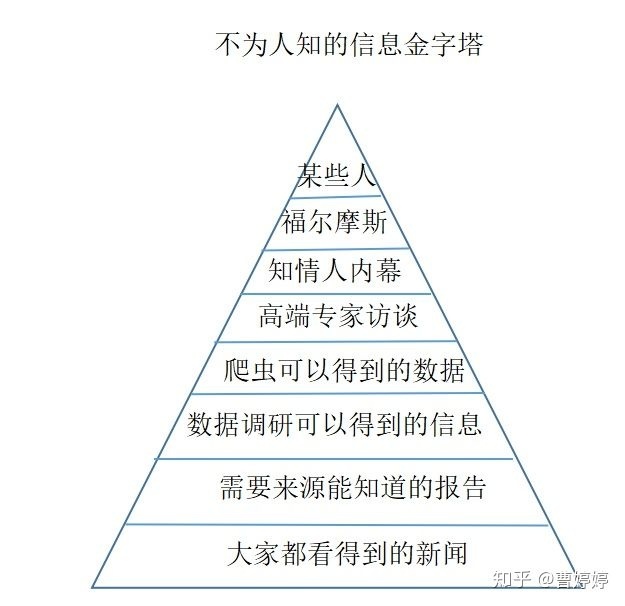 不为人知的信息金字塔
某些人
福尔摩斯
知情人内幕
高端专家访谈
爬虫可以得到的数据
数据调研可以得到的信息
需要来源能知道的报告
大家都看得到的新闻
知乎 @曹婷婷